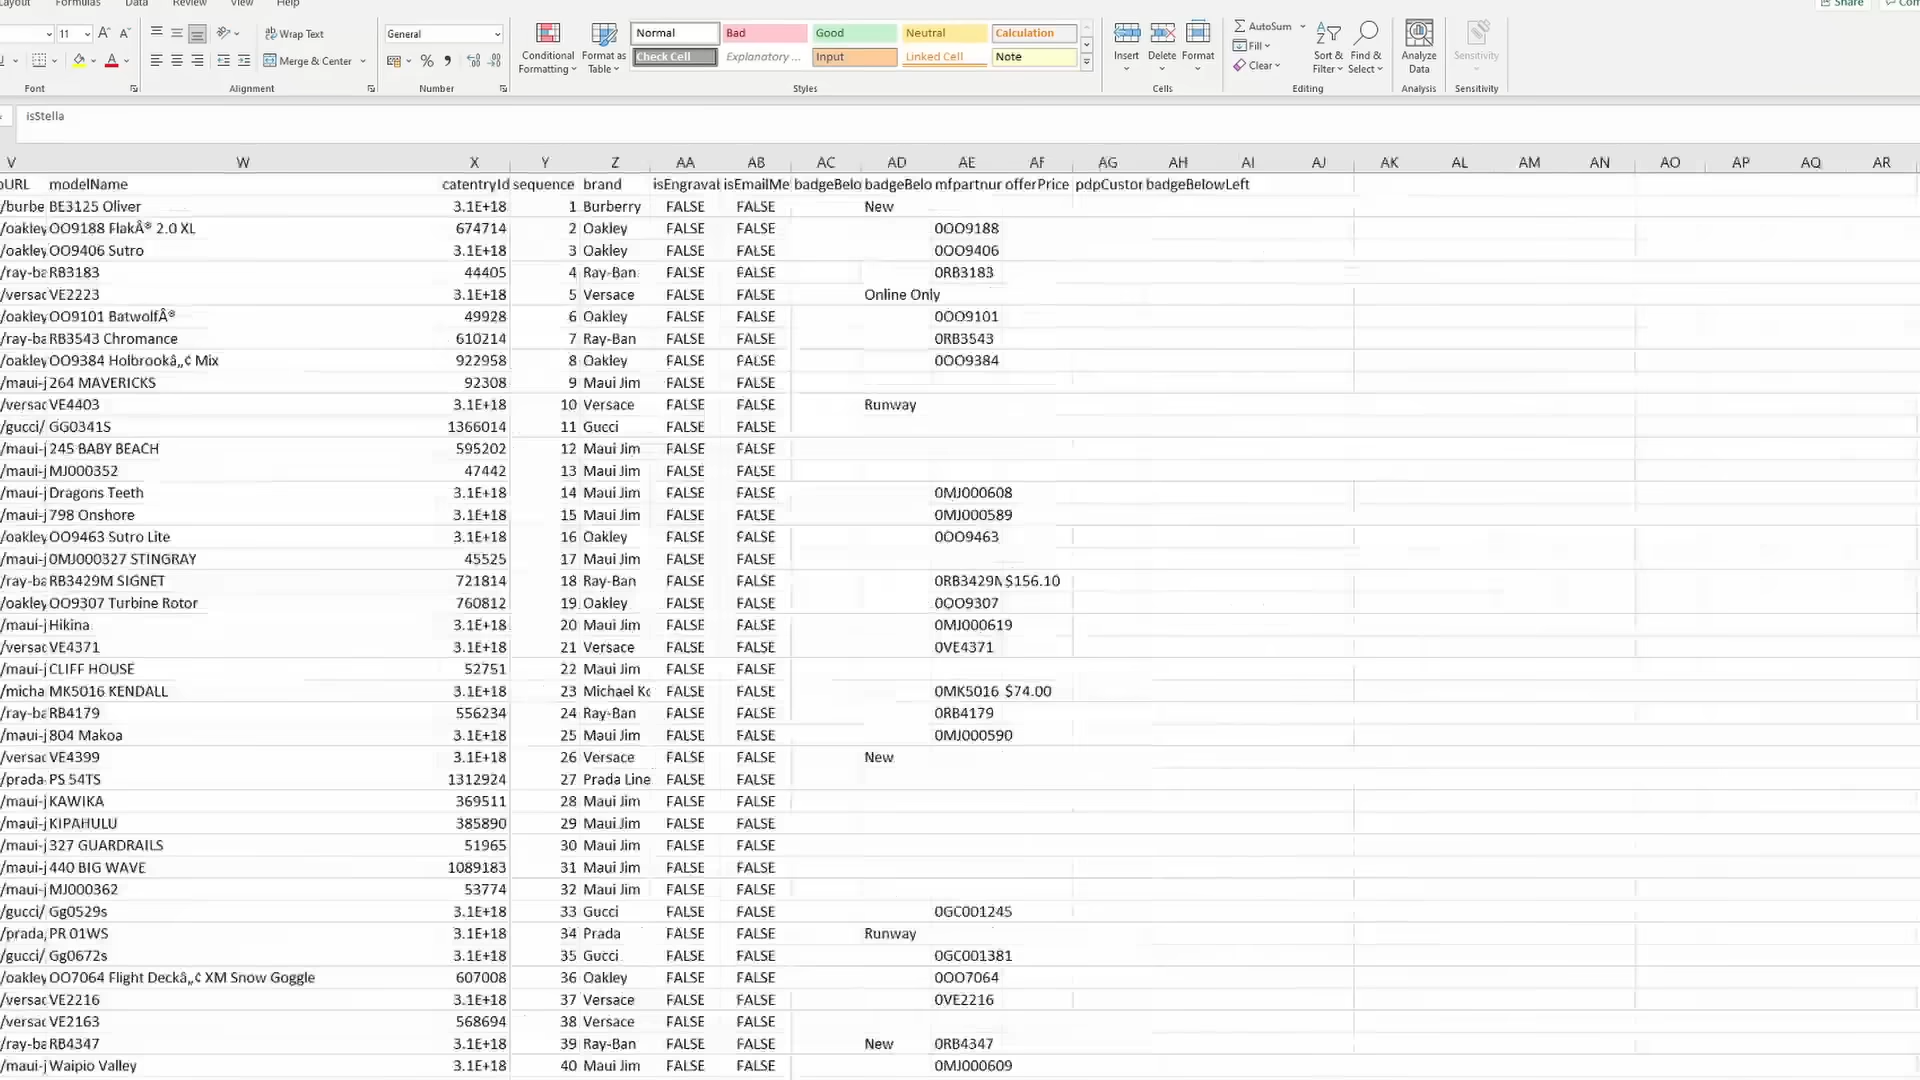 Layout Formulas Data Review View Help Share
11 A A Wrap Text General Normal Bad Good Neutral Calculation AutoSum
Merge & Center % Conditional Formatting Format as Table Check Cell Explanatory ... Input Linked Cell Note Insert Delete Format Fill Clear Sort & Filter Find & Select Analyze Data Sensitivity
Font Alignment Number Styles Cells Editing Analysis Sensitivity
isStella
V W X Y Z AA AB AC AD AE AF AG AH AI AJ AK AL AM AN AO AP AQ AR
URL modelName catentryId sequence brand isEngraval isEmailMe badgeBelo badgeBelo mfpartnur offerPrice pdpCustor badgeBelowLeft
/burbe BE3125 Oliver 3.1E+18 1 Burberry FALSE FALSE New
/oakley OO9188 FlakÂ® 2.0 XL 674714 2 Oakley FALSE FALSE 0OO9188
/oakley OO9406 Sutro 3.1E+18 3 Oakley FALSE FALSE 0OO9406
/ray-ba RB3183 44405 4 Ray-Ban FALSE FALSE 0RB3183
/versac VE2223 3.1E+18 5 Versace FALSE FALSE Online Only
/oakley OO9101 BatwolfÂ® 49928 6 Oakley FALSE FALSE 0OO9101
/ray-ba RB3543 Chromance 610214 7 Ray-Ban FALSE FALSE 0RB3543
/oakley OO9384 Holbrookâ„¢ Mix 922958 8 Oakley FALSE FALSE 0OO9384
/maui-j 264 MAVERICKS 92308 9 Maui Jim FALSE FALSE
/versac VE4403 3.1E+18 10 Versace FALSE FALSE Runway
/gucci/ GG0341S 1366014 11 Gucci FALSE FALSE
/maui-j 245 BABY BEACH 595202 12 Maui Jim FALSE FALSE
/maui-j MJ000352 47442 13 Maui Jim FALSE FALSE
/maui-j Dragons Teeth 3.1E+18 14 Maui Jim FALSE FALSE 0MJ000608
/maui-j 798 Onshore 3.1E+18 15 Maui Jim FALSE FALSE 0MJ000589
/oakley OO9463 Sutro Lite 3.1E+18 16 Oakley FALSE FALSE 0OO9463
/maui-j 0MJ000327 STINGRAY 45525 17 Maui Jim FALSE FALSE
/ray-ba RB3429M SIGNET 721814 18 Ray-Ban FALSE FALSE 0RB3429M $156.10
/oakley OO9307 Turbine Rotor 760812 19 Oakley FALSE FALSE 0OO9307
/maui-j Hikina 3.1E+18 20 Maui Jim FALSE FALSE 0MJ000619
/versac VE4371 3.1E+18 21 Versace FALSE FALSE 0VE4371
/maui-j CLIFF HOUSE 52751 22 Maui Jim FALSE FALSE
/micha MK5016 KENDALL 3.1E+18 23 Michael Ko FALSE FALSE 0MK5016 $74.00
/ray-ba RB4179 556234 24 Ray-Ban FALSE FALSE 0RB4179
/maui-j 804 Makoa 3.1E+18 25 Maui Jim FALSE FALSE 0MJ000590
/versac VE4399 3.1E+18 26 Versace FALSE FALSE New
/prada- PS 54TS 1312924 27 Prada Line FALSE FALSE
/maui-j KAWIKA 369511 28 Maui Jim FALSE FALSE
/maui-j KIPAHULU 385890 29 Maui Jim FALSE FALSE
/maui-j 327 GUARDRAILS 51965 30 Maui Jim FALSE FALSE
/maui-j 440 BIG WAVE 1089183 31 Maui Jim FALSE FALSE
/maui-j MJ000362 53774 32 Maui Jim FALSE FALSE
/gucci/ Gg0529s 3.1E+18 33 Gucci FALSE FALSE 0GC001245
/prada, PR 01WS 3.1E+18 34 Prada FALSE FALSE Runway
/gucci/ Gg0672s 3.1E+18 35 Gucci FALSE FALSE 0GC001381
/oakley OO7064 Flight Deckâ„¢ XM Snow Goggle 607008 36 Oakley FALSE FALSE 0OO7064
/versac VE2216 3.1E+18 37 Versace FALSE FALSE 0VE2216
/versac VE2163 568694 38 Versace FALSE FALSE
/ray-ba RB4347 3.1E+18 39 Ray-Ban FALSE FALSE New 0RB4347
/maui-j Waipio Valley 3.1E+18 40 Maui Jim FALSE FALSE 0MJ000609